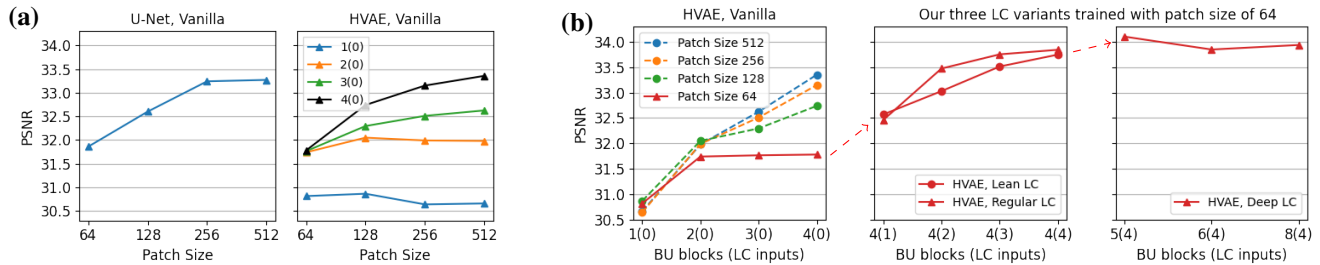 (a)
U-Net, Vanilla
34.0
33.5
33.0
32.5
32.0
31.5
31.0
30.5
PSNR
64 128 256 512
Patch Size
HVAE, Vanilla
1(0)
2(0)
3(0)
4(0)
64 128 256 512
Patch Size
(b)
HVAE, Vanilla
34.0
33.5
33.0
32.5
32.0
31.5
31.0
30.5
PSNR
Patch Size 512
Patch Size 256
Patch Size 128
Patch Size 64
1(0) 2(0) 3(0) 4(0)
BU blocks (LC inputs)
Our three LC variants trained with patch size of 64
HVAE, Lean LC
HVAE, Regular LC
4(1) 4(2) 4(3) 4(4)
BU blocks (LC inputs)
HVAE, Deep LC
5(4) 6(4) 8(4)
BU blocks (LC inputs)